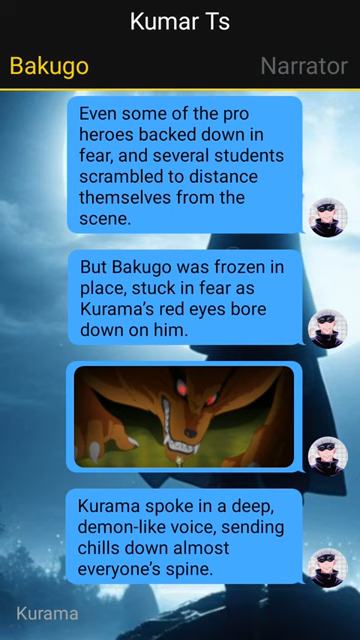 Kumar Ts
Bakugo
Narrator
Even some of the pro
heroes backed down in
fear, and several students
scrambled to distance
themselves from the
scene.
But Bakugo was frozen in
place, stuck in fear as
Kurama’s red eyes bore
down on him.
Kurama spoke in a deep,
demon-like voice, sending
chills down almost
everyone’s spine.
Kurama